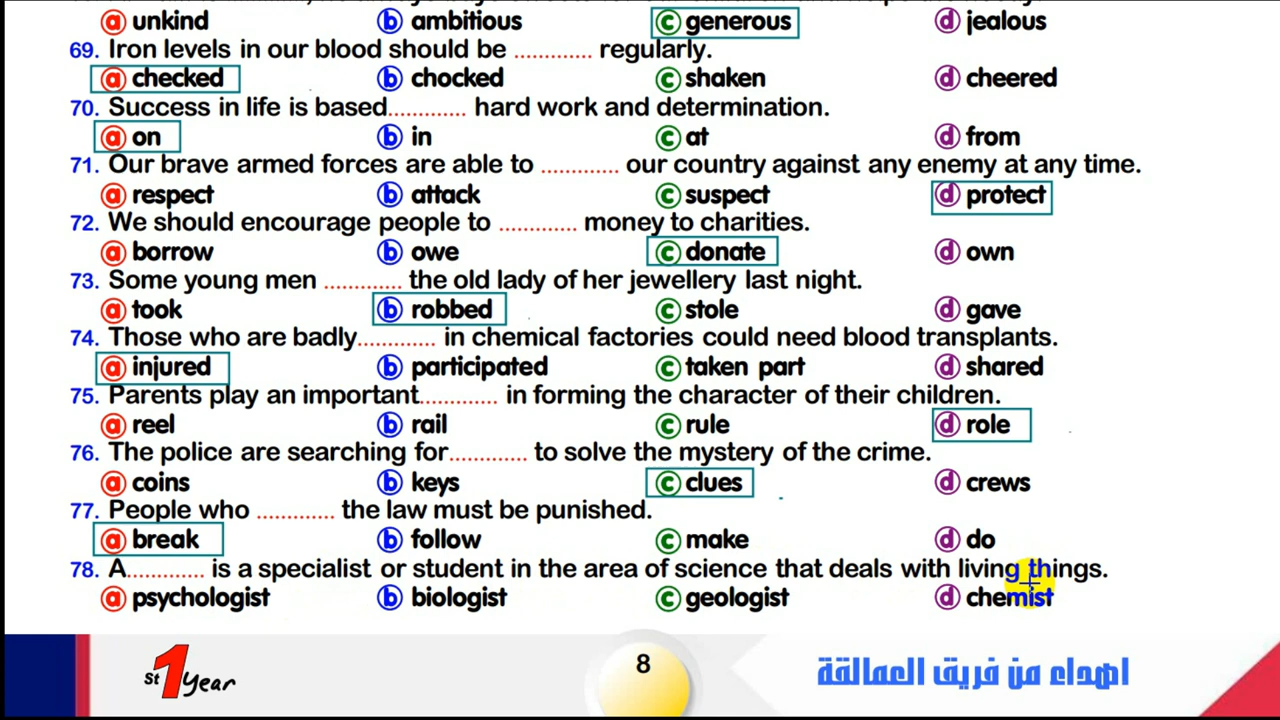 ⓐ unkind ⓑ ambitious ⓒ generous ⓓ jealous
69. Iron levels in our blood should be ............. regularly.
ⓐ checked ⓑ chocked ⓒ shaken ⓓ cheered
70. Success in life is based............. hard work and determination.
ⓐ on ⓑ in ⓒ at ⓓ from
71. Our brave armed forces are able to ............. our country against any enemy at any time.
ⓐ respect ⓑ attack ⓒ suspect ⓓ protect
72. We should encourage people to ............. money to charities.
ⓐ borrow ⓑ owe ⓒ donate ⓓ own
73. Some young men ............. the old lady of her jewellery last night.
ⓐ took ⓑ robbed ⓒ stole ⓓ gave
74. Those who are badly............. in chemical factories could need blood transplants.
ⓐ injured ⓑ participated ⓒ taken part ⓓ shared
75. Parents play an important............. in forming the character of their children.
ⓐ reel ⓑ rail ⓒ rule ⓓ role
76. The police are searching for............. to solve the mystery of the crime.
ⓐ coins ⓑ keys ⓒ clues ⓓ crews
77. People who ............. the law must be punished.
ⓐ break ⓑ follow ⓒ make ⓓ do
78. A............. is a specialist or student in the area of science that deals with living things.
ⓐ psychologist ⓑ biologist ⓒ geologist ⓓ chemist
1st Year
8
اهداء من فريق العمالقة